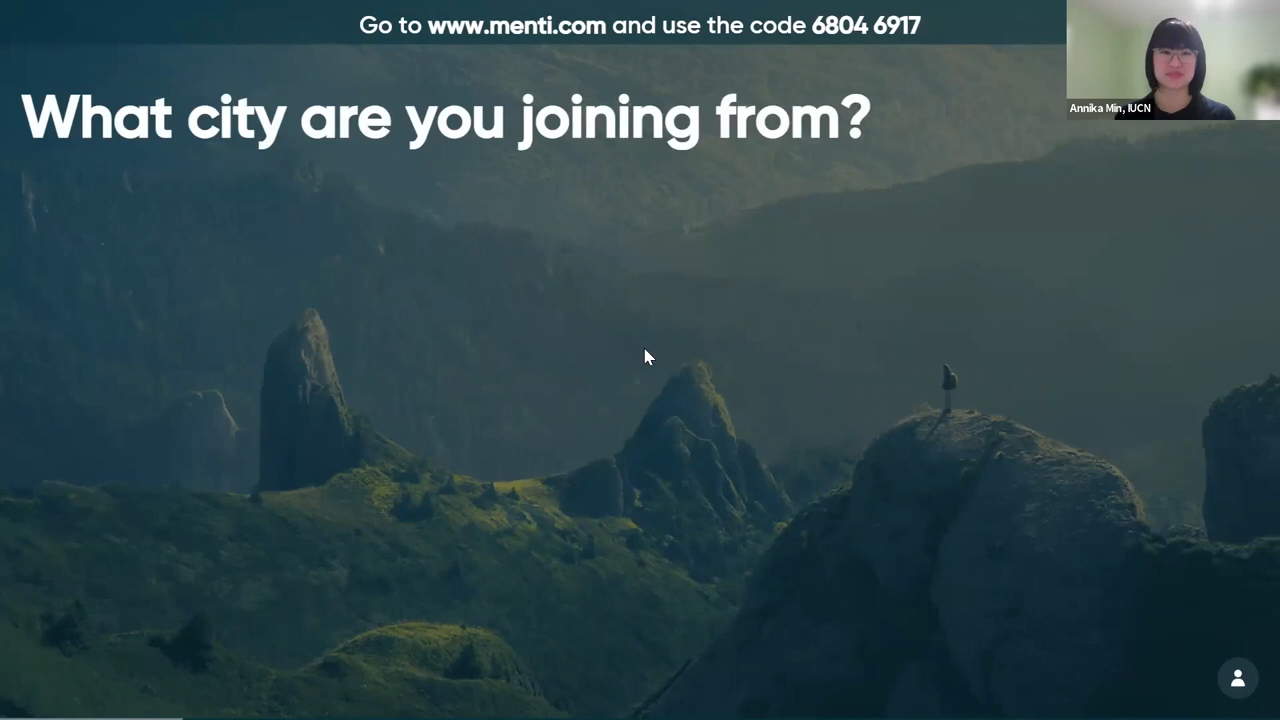 Go to www.menti.com and use the code 6804 6917
What city are you joining from?
Annika Min, IUCN